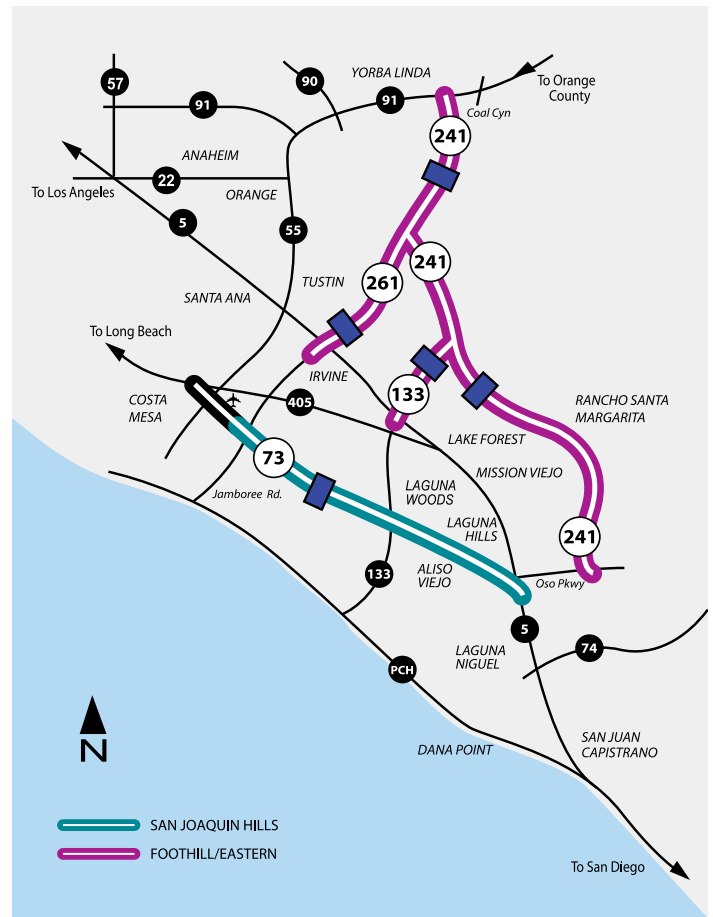 YORBA LINDA
To Orange
County
57
90
91
91
Coal Cyn
241
ANAHEIM
22
To Los Angeles
ORANGE
5
55
241
TUSTIN
261
SANTA ANA
To Long Beach
IRVINE
133
COSTA
MESA
405
RANCHO SANTA
MARGARITA
LAKE FOREST
73
MISSION VIEJO
Jamboree Rd.
LAGUNA
WOODS
LAGUNA
HILLS
241
ALISO
VIEJO
133
Oso Pkwy
5
LAGUNA
NIGUEL
74
PCH
N
DANA POINT
SAN JUAN
CAPISTRANO
SAN JOAQUIN HILLS
FOOTHILL/EASTERN
To San Diego